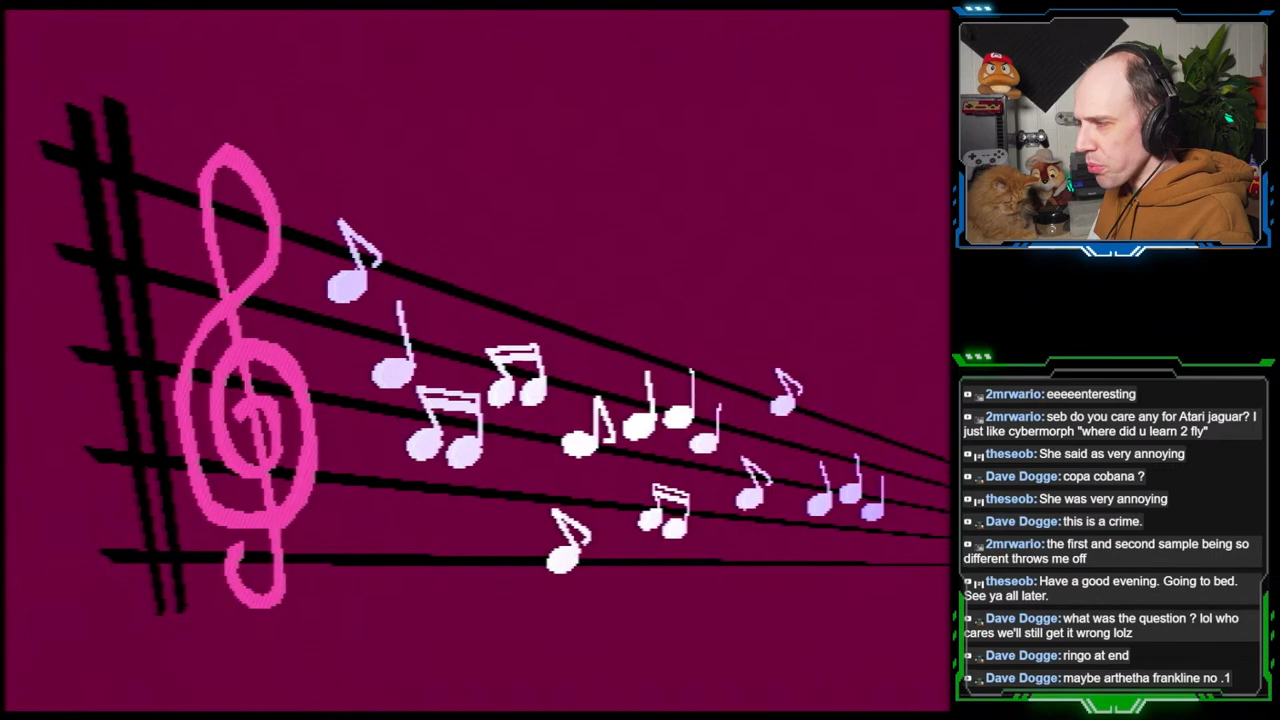 2mrwario: eeeeenteresting
2mrwario: seb do you care any for Atari jaguar? I
just like cybermorph "where did u learn 2 fly"
theseob: She said as very annoying
Dave Dogge: copa cobana ?
theseob: She was very annoying
Dave Dogge: this is a crime.
2mrwario: the first and second sample being so
different throws me off
theseob: Have a good evening. Going to bed.
See ya all later.
Dave Dogge: what was the question ? lol who
cares we'll still get it wrong lolz
Dave Dogge: ringo at end
Dave Dogge: maybe arthetha frankline no .1